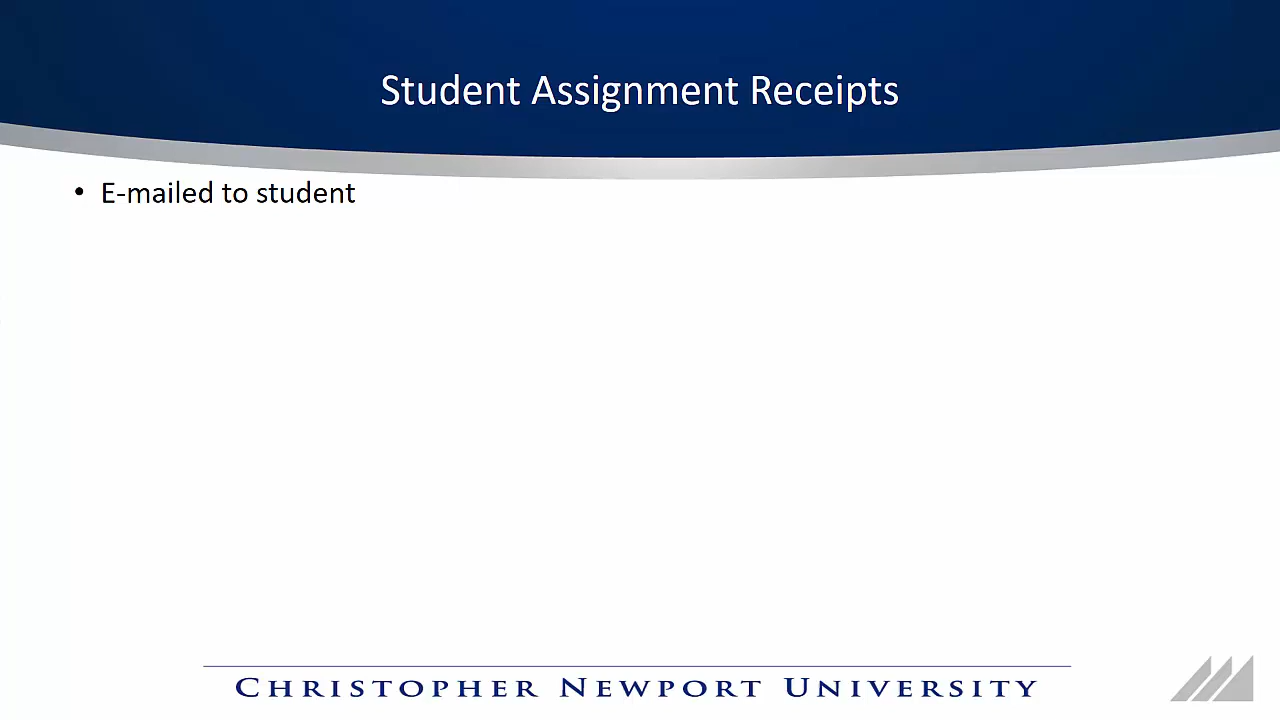 Student Assignment Receipts
• E-mailed to student
CHRISTOPHER NEWPORT UNIVERSITY